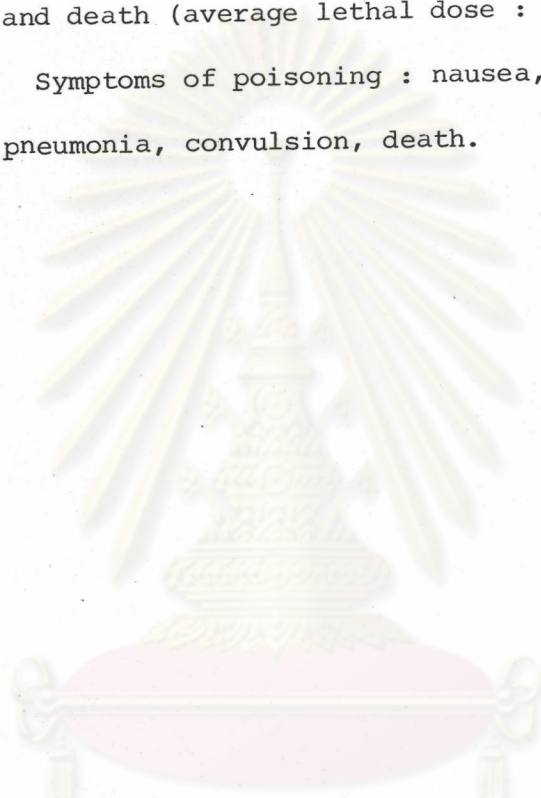 and death (average lethal dose :
Symptoms of poisoning : nausea,
pneumonia, convulsion, death.